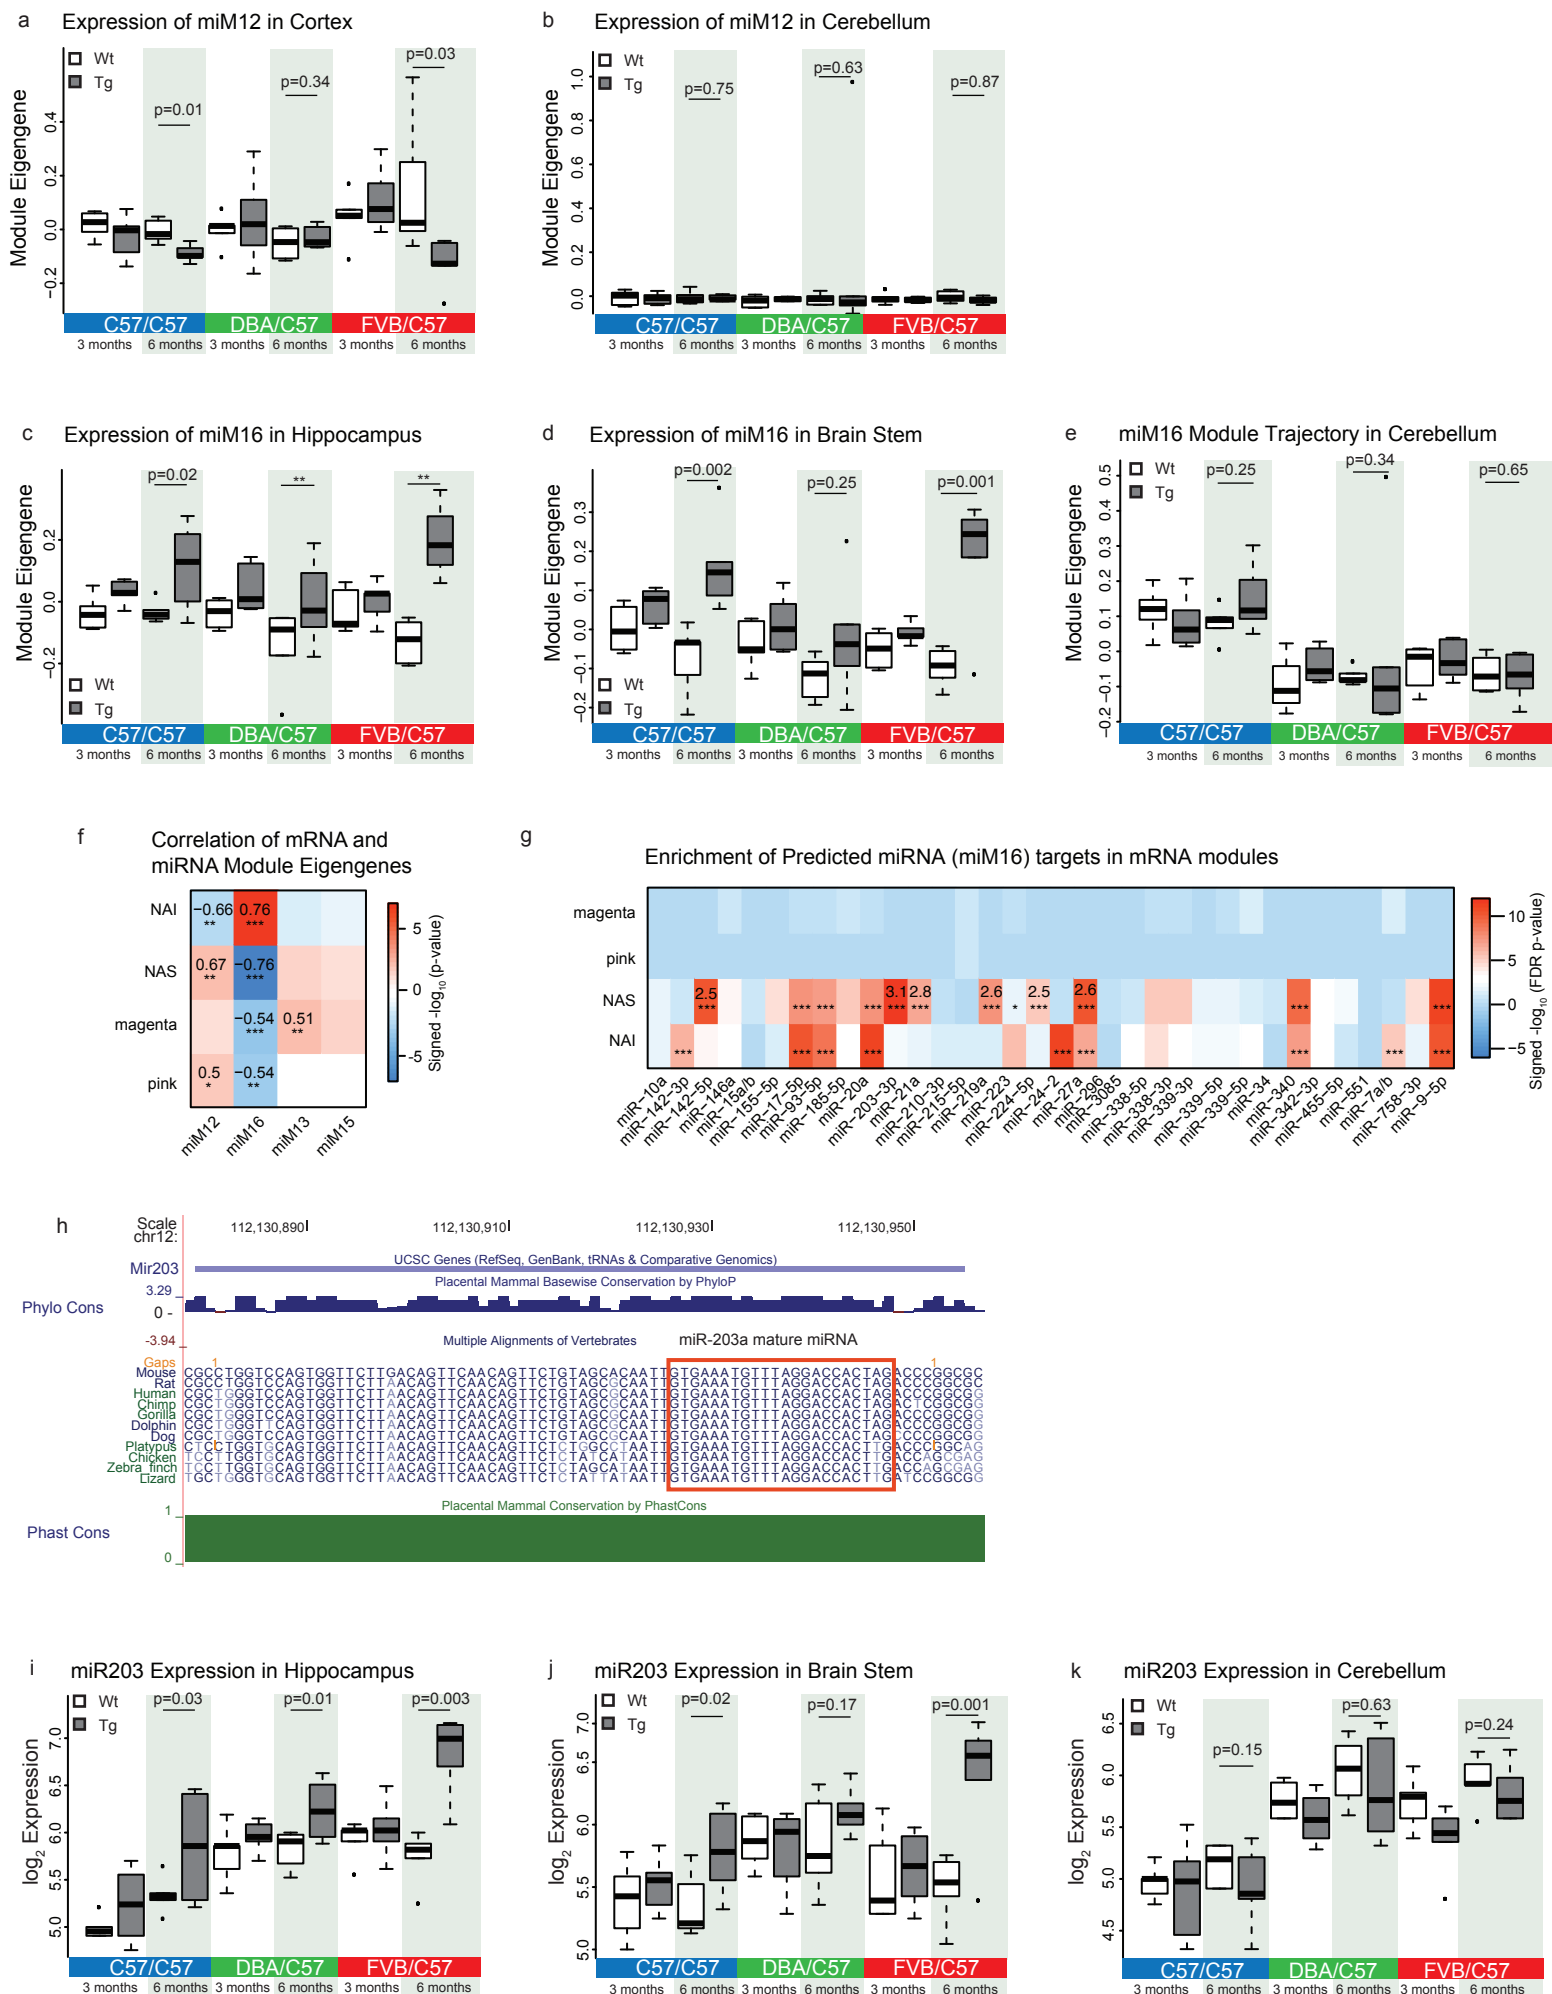 a Expression of miM12 in Cortex
Wt
Tg
p=0.01
p=0.34
p=0.03
Module Eigengene
0.4
0.2
0.0
−0.2
C57/C57 DBA/C57 FVB/C57
3 months 6 months 3 months 6 months 3 months 6 months
b Expression of miM12 in Cerebellum
Wt
Tg
p=0.75
p=0.63
p=0.87
Module Eigengene
1.0
0.8
0.6
0.4
0.2
0.0
C57/C57 DBA/C57 FVB/C57
3 months 6 months 3 months 6 months 3 months 6 months
c Expression of miM16 in Hippocampus
p=0.02
**
**
Module Eigengene
0.2
0.0
−0.2
Wt
Tg
C57/C57 DBA/C57 FVB/C57
3 months 6 months 3 months 6 months 3 months 6 months
d Expression of miM16 in Brain Stem
p=0.002
p=0.25
p=0.001
Module Eigengene
0.3
0.2
0.1
0.0
−0.1
−0.2
Wt
Tg
C57/C57 DBA/C57 FVB/C57
3 months 6 months 3 months 6 months 3 months 6 months
e miM16 Module Trajectory in Cerebellum
Wt
Tg
p=0.25
p=0.34
p=0.65
Module Eigengene
0.5
0.4
0.3
0.2
0.1
0.0
−0.1
−0.2
C57/C57 DBA/C57 FVB/C57
3 months 6 months 3 months 6 months 3 months 6 months
f Correlation of mRNA and
miRNA Module Eigengenes
NAI −0.66 0.76
** ***
NAS 0.67 −0.76
** ***
magenta −0.54 0.51
*** **
pink 0.5 −0.54
* **
miM12 miM16 miM13 miM15
5
0
-5
Signed -log10 (p-value)
g Enrichment of Predicted miRNA (miM16) targets in mRNA modules
magenta
pink
NAS 2.5 3.1 2.8 2.6 2.5 2.6
*** *** *** *** *** *** *** * *** *** *** ***
NAI
*** *** *** *** *** *** *** *** ***
miR−10a
miR−142−3p
miR−142−5p
miR−146a
miR−15a/b
miR−155−5p
miR−17−5p
miR−93−5p
miR−185−5p
miR−20a
miR−203−3p
miR−21a
miR−210−3p
miR−215−5p
miR−219a
miR−223
miR−224−5p
miR−24−2
miR−27a
miR−296
miR−3085
miR−338−5p
miR−338−3p
miR−339−3p
miR−339−5p
miR−339−5p
miR−34
miR−340
miR−342−3p
miR−455−5p
miR−551
miR−7a/b
miR−758−3p
miR−9−5p
10
5
0
−5
Signed -log10 (FDR p-value)
h Scale
chr12: 112,130,890 112,130,910 112,130,930 112,130,950
UCSC Genes (RefSeq, GenBank, tRNAs & Comparative Genomics)
Mir203
Placental Mammal Basewise Conservation by PhyloP
3.29
Phylo Cons 0 -
-3.94
Multiple Alignments of Vertebrates miR-203a mature miRNA
Gaps 1 1
Mouse CGCCTGGTCCAGTGGTTCTTGACAGTTCAACAGTTCTGTAGCACAATTGTGAAATGTTTAGGACCACTAGACCCGGCGC
Rat CGCCTGGTCCAGTGGTTCTTAACAGTTCAACAGTTCTGTAGCGCAATTGTGAAATGTTTAGGACCACTAGACCCGGCGC
Human CGCTGGGTCCAGTGGTTCTTAACAGTTCAACAGTTCTGTAGCGCAATTGTGAAATGTTTAGGACCACTAGACCCGGCGG
Chimp CGCTGGGTCCAGTGGTTCTTAACAGTTCAACAGTTCTGTAGCGCAATTGTGAAATGTTTAGGACCACTAGACTCGGCGG
Gorilla CGCTGGGTCCAGTGGTTCTTAACAGTTCAACAGTTCTGTAGCGCAATTGTGAAATGTTTAGGACCACTAGACCCGGCGG
Dolphin CGCTGGGTTCAGTGGTTCTTAACAGTTCAACAGTTCTGTAGCGCAATTGTGAAATGTTTAGGACCACTAGACCCGGCGG
Dog CGCTGGGTCCAGTGGTTCTTAACAGTTCAACAGTTCTGTAGCGCAATTGTGAAATGTTTAGGACCACTAGCCCCGGCGG
Platypus CTCCTGGTGCAGTGGTTCTTAACAGTTCAACAGTTCTCTGGCCTAATTGTGAAATGTTTAGGACCACTTGACCCGGCAG
Chicken TCCTTGGTGCAGTGGTTCTTAACAGTTCAACAGTTCTCTATCATAATTGTGAAATGTTTAGGACCACTTGACCAGCGAG
Zebra finch TGCTTGGTGCAGTGGTTCTTAACAGTTCAACAGTTCTCTAGCATAATTGTGAAATGTTTAGGACCACTTGACCAGCGAG
Lizard TGCTGGGTGCAGTGGTTCTTAACAGTTCAACAGTTCTCTATTATAATTGTGAAATGTTTAGGACCACTTGATCCGGCGG
Placental Mammal Conservation by PhastCons
1
Phast Cons
0
i miR203 Expression in Hippocampus
Wt
Tg
p=0.03
p=0.01
p=0.003
log2 Expression
7.0
6.5
6.0
5.5
5.0
C57/C57 DBA/C57 FVB/C57
3 months 6 months 3 months 6 months 3 months 6 months
j miR203 Expression in Brain Stem
Wt
Tg
p=0.02
p=0.17
p=0.001
log2 Expression
7.0
6.5
6.0
5.5
5.0
C57/C57 DBA/C57 FVB/C57
3 months 6 months 3 months 6 months 3 months 6 months
k miR203 Expression in Cerebellum
Wt
Tg
p=0.15
p=0.63
p=0.24
log2 Expression
6.5
6.0
5.5
5.0
4.5
C57/C57 DBA/C57 FVB/C57
3 months 6 months 3 months 6 months 3 months 6 months